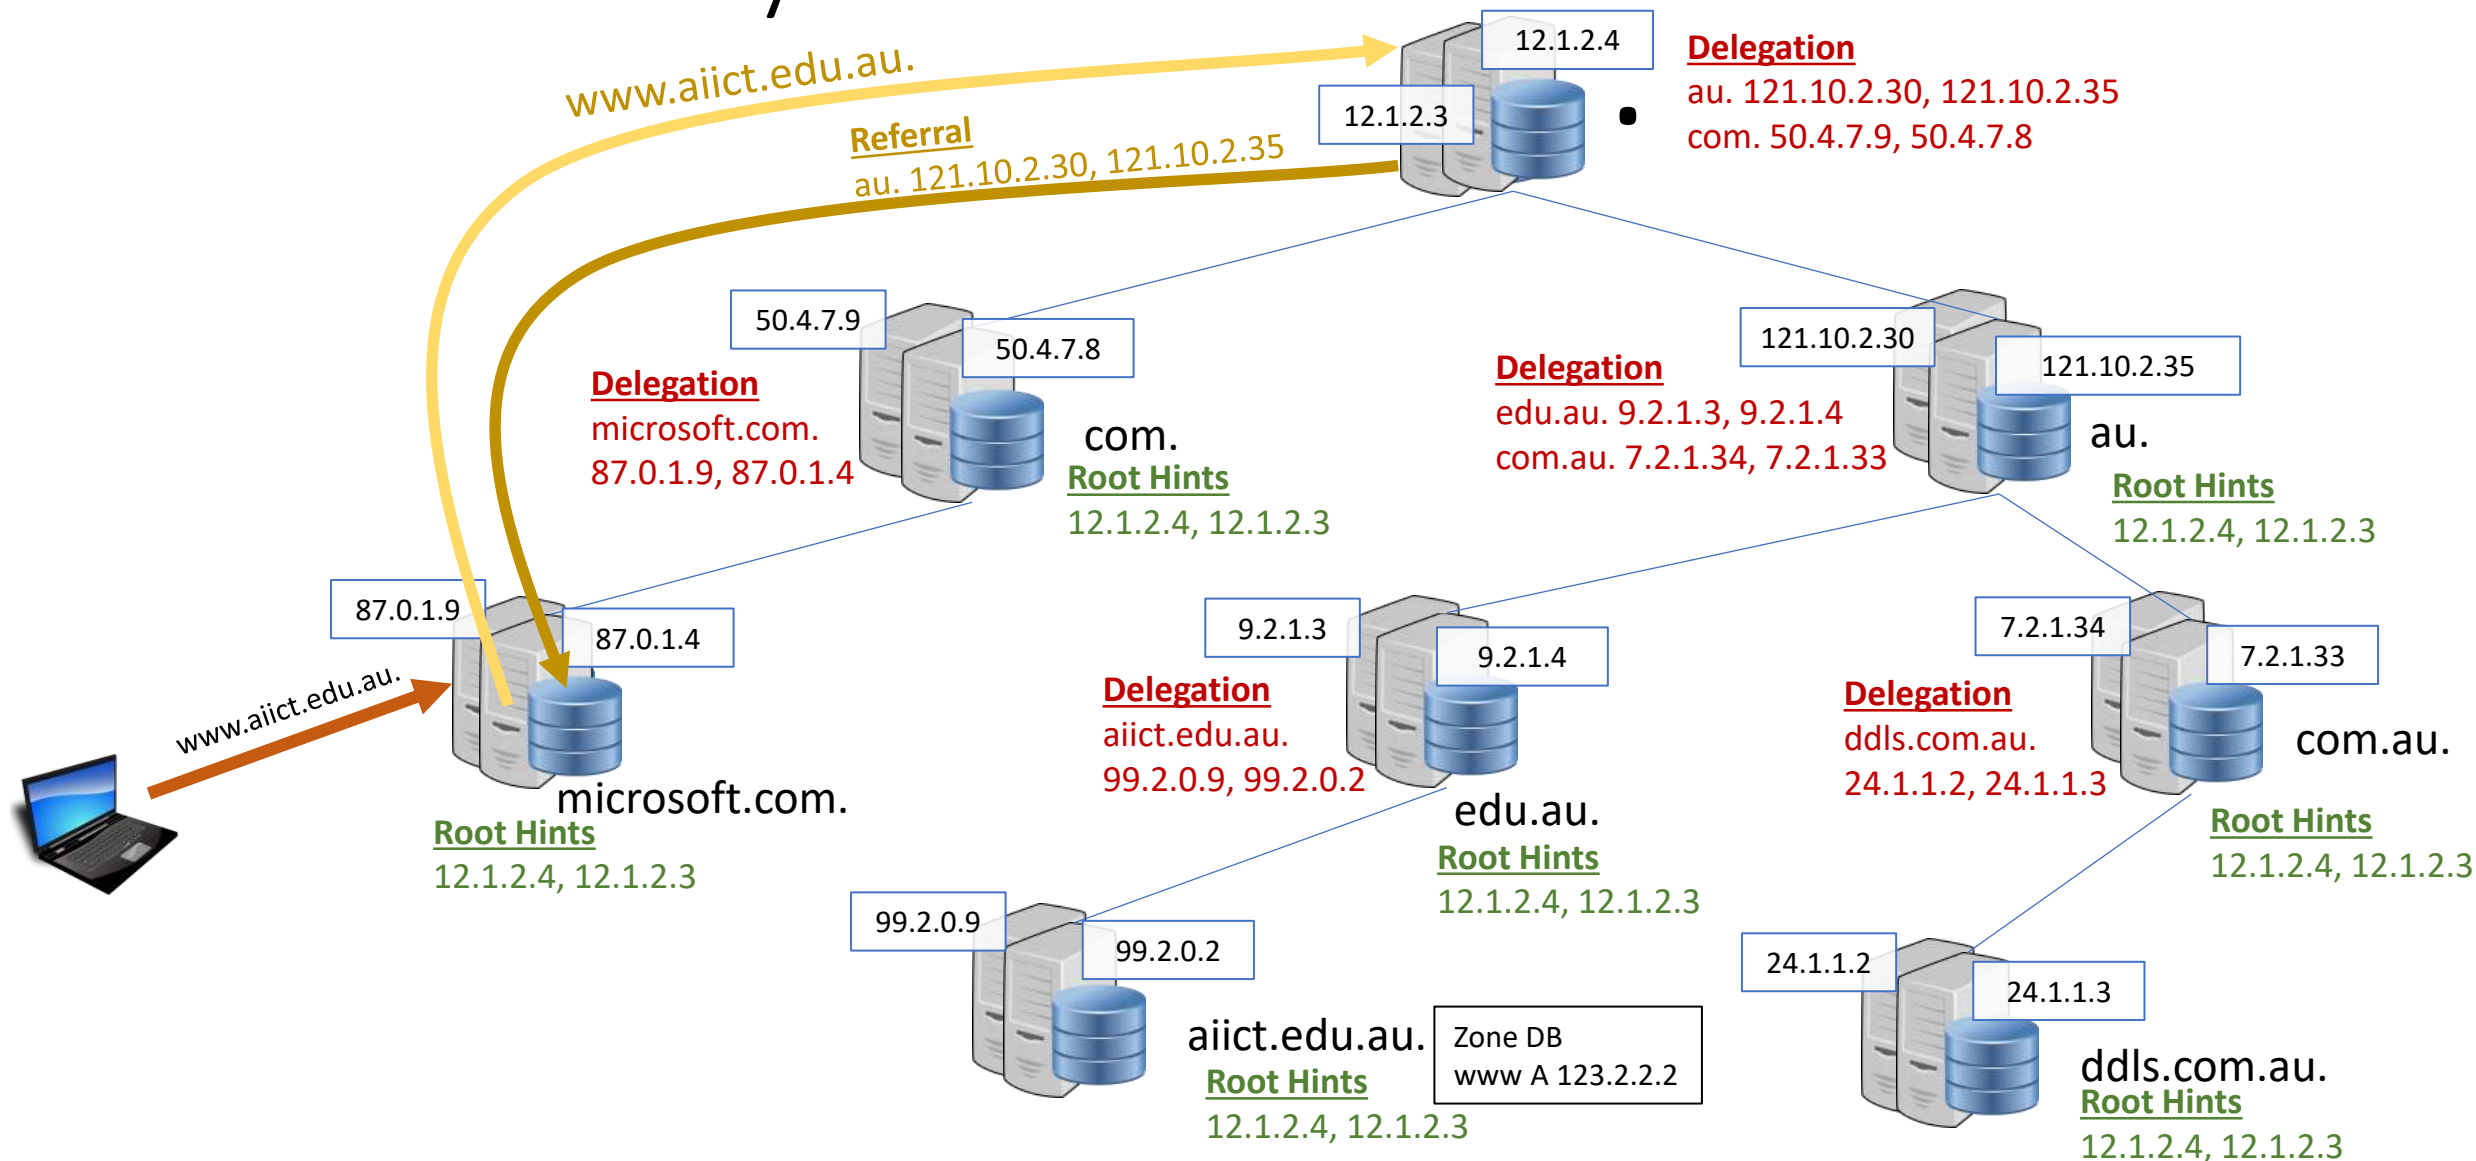 12.1.2.4
12.1.2.3
.
Delegation
au. 121.10.2.30, 121.10.2.35
com. 50.4.7.9, 50.4.7.8
www.aiict.edu.au.
Referral
au. 121.10.2.30, 121.10.2.35
50.4.7.9
50.4.7.8
Delegation
microsoft.com.
87.0.1.9, 87.0.1.4
com.
Root Hints
12.1.2.4, 12.1.2.3
121.10.2.30
121.10.2.35
Delegation
edu.au. 9.2.1.3, 9.2.1.4
com.au. 7.2.1.34, 7.2.1.33
au.
Root Hints
12.1.2.4, 12.1.2.3
87.0.1.9
87.0.1.4
www.aiict.edu.au.
microsoft.com.
Root Hints
12.1.2.4, 12.1.2.3
9.2.1.3
9.2.1.4
Delegation
aiict.edu.au.
99.2.0.9, 99.2.0.2
edu.au.
Root Hints
12.1.2.4, 12.1.2.3
7.2.1.34
7.2.1.33
Delegation
ddls.com.au.
24.1.1.2, 24.1.1.3
com.au.
Root Hints
12.1.2.4, 12.1.2.3
99.2.0.9
99.2.0.2
aiict.edu.au.
Root Hints
12.1.2.4, 12.1.2.3
Zone DB
www A 123.2.2.2
24.1.1.2
24.1.1.3
ddls.com.au.
Root Hints
12.1.2.4, 12.1.2.3